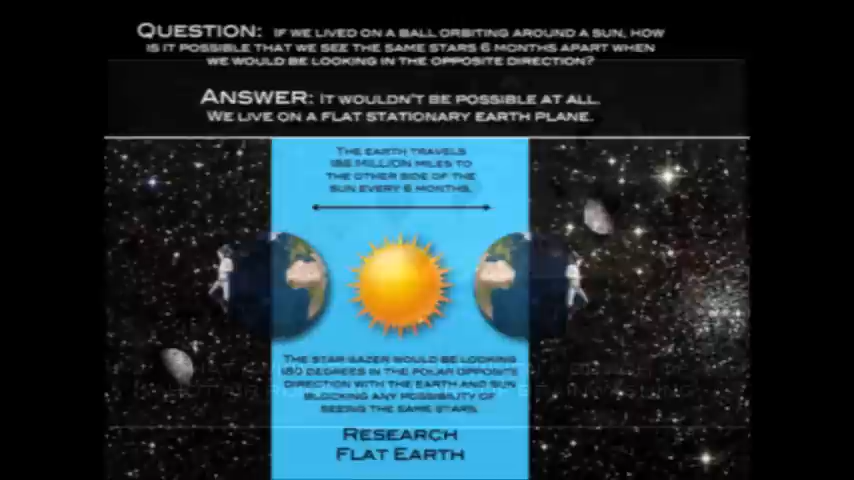 QUESTION: IF WE LIVED ON A BALL ORBITING AROUND A SUN, HOW
IS IT POSSIBLE THAT WE SEE THE SAME STARS 6 MONTHS APART WHEN
WE WOULD BE LOOKING IN THE OPPOSITE DIRECTION?
ANSWER: IT WOULDN'T BE POSSIBLE AT ALL.
WE LIVE ON A FLAT STATIONARY EARTH PLANE.
THE EARTH TRAVELS
186 MILLION MILES TO
THE OTHER SIDE OF THE
SUN EVERY 6 MONTHS.
THE STAR GAZER WOULD BE LOOKING
180 DEGREES IN THE POLAR OPPOSITE
DIRECTION WITH THE EARTH AND SUN
BLOCKING ANY POSSIBILITY OF
SEEING THE SAME STARS.
RESEARCH
FLAT EARTH